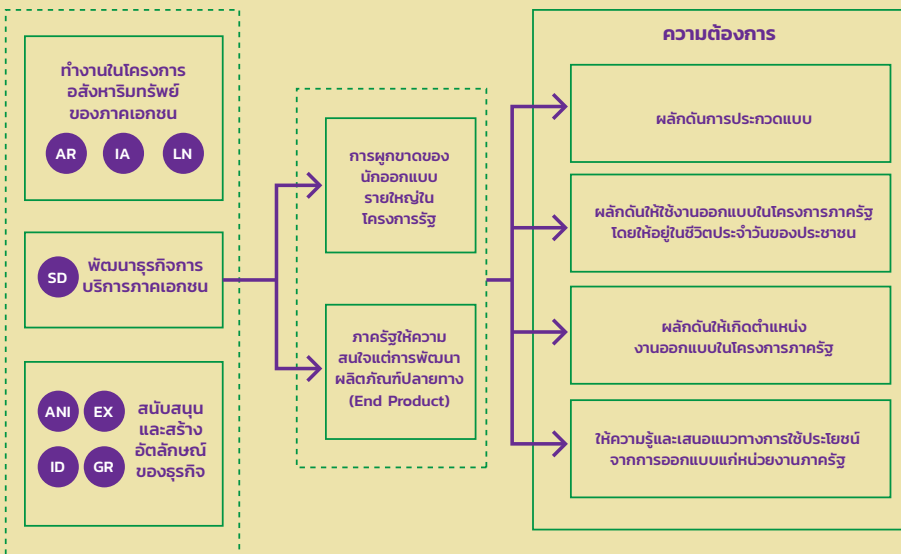 ทำงานในโครงการ
อสังหาริมทรัพย์
ของภาคเอกชน
AR IA LN
SD พัฒนาธุรกิจการ
บริการภาคเอกชน
ANI EX
ID GR
สนับสนุน
และสร้าง
อัตลักษณ์
ของธุรกิจ
การผูกขาดของ
นักออกแบบ
รายใหญ่ใน
โครงการรัฐ
ภาครัฐให้ความ
สนใจแต่การพัฒนา
ผลิตภัณฑ์ปลายทาง
(End Product)
ความต้องการ
ผลักดันการประกวดแบบ
ผลักดันให้ใช้งานออกแบบในโครงการภาครัฐ
โดยให้อยู่ในชีวิตประจำวันของประชาชน
ผลักดันให้เกิดตำแหน่ง
งานออกแบบในโครงการภาครัฐ
ให้ความรู้และเสนอแนวทางการใช้ประโยชน์
จากการออกแบบแก่หน่วยงานภาครัฐ